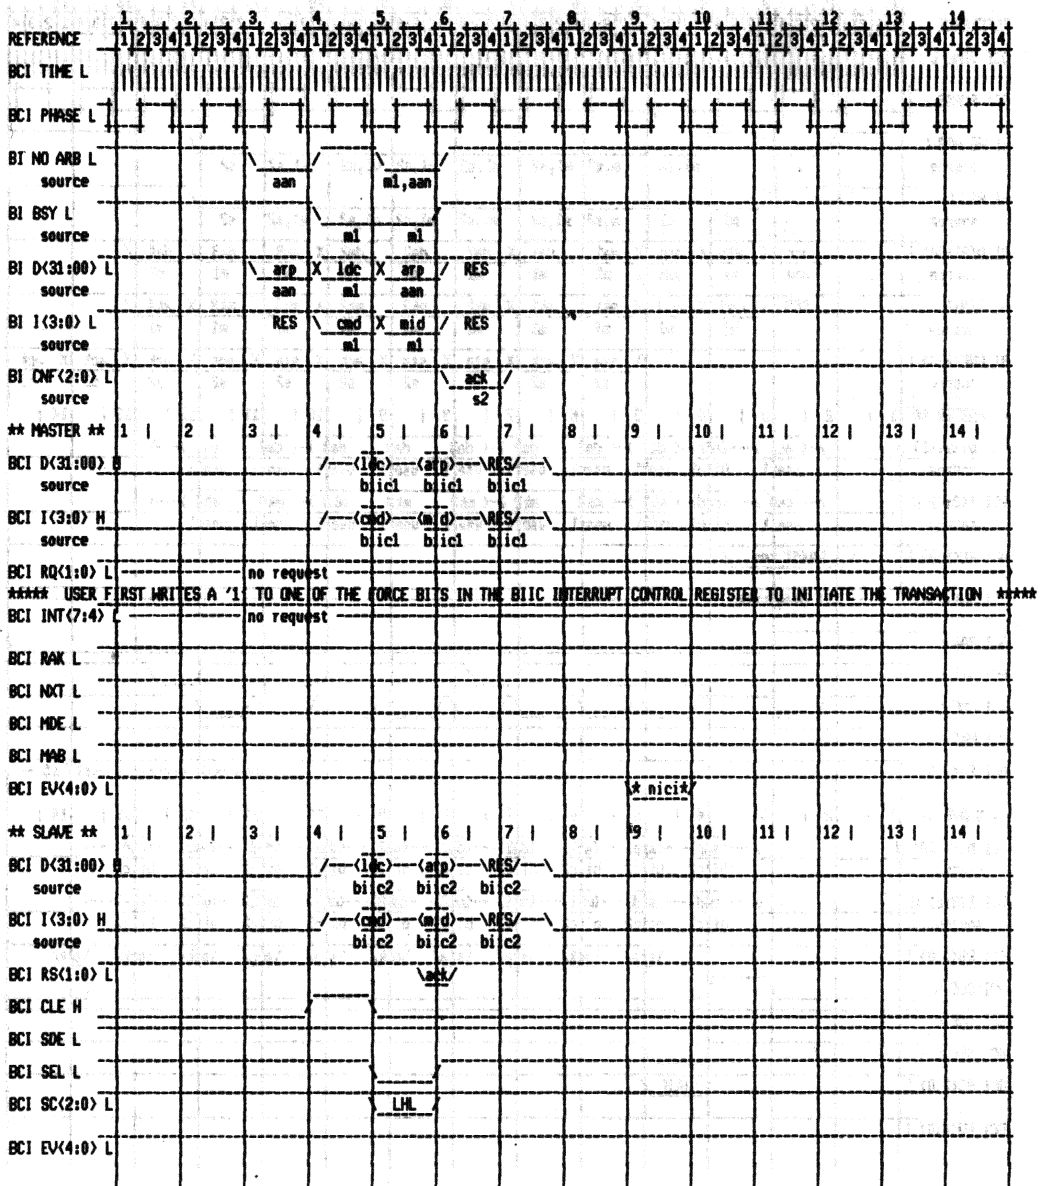 1 2 3 4 5 6 7 8 9 10 11 12 13 14
REFERENCE 1 2 3 4 1 2 3 4 1 2 3 4 1 2 3 4 1 2 3 4 1 2 3 4 1 2 3 4 1 2 3 4 1 2 3 4 1 2 3 4 1 2 3 4 1 2 3 4 1 2 3 4 1 2 3 4
BCI TIME L
BCI PHASE L
BI NO ARB L
source aan m1,aan
BI BSY L
source m1 m1
BI D<31:00> L arp X ldc X arp RES
source aan m1 aan
BI I<3:0> L RES cmd X mid RES
source m1 m1
BI CNF<2:0> L ack
source s2
** MASTER ** 1 2 3 4 5 6 7 8 9 10 11 12 13 14
BCI D<31:00> H <ldc> <arp> RES
source biic1 biic1 biic1
BCI I<3:0> H <cmd> <mid> RES
source biic1 biic1 biic1
BCI RQ<1:0> L no request
***** USER FIRST WRITES A '1' TO ONE OF THE FORCE BITS IN THE BIIC INTERRUPT CONTROL REGISTER TO INITIATE THE TRANSACTION *****
BCI INT<7:4> L no request
BCI RAK L
BCI NXT L
BCI MDE L
BCI MAB L
BCI EV<4:0> L * nici*
** SLAVE ** 1 2 3 4 5 6 7 8 9 10 11 12 13 14
BCI D<31:00> H <ldc> <arp> RES
source biic2 biic2 biic2
BCI I<3:0> H <cmd> <mid> RES
source biic2 biic2 biic2
BCI RS<1:0> L ack
BCI CLE H
BCI SDE L
BCI SEL L
BCI SC<2:0> L LHL
BCI EV<4:0> L